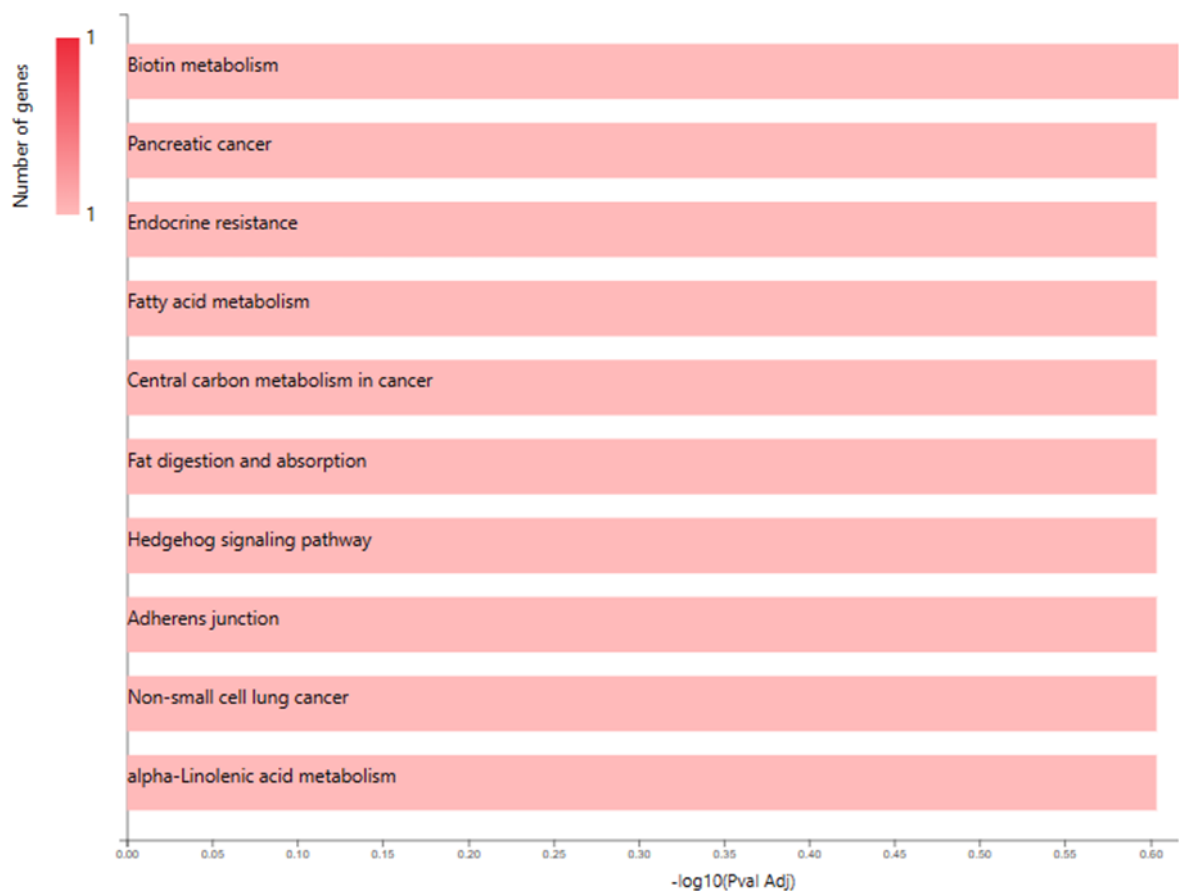 Number of genes
1
1
Biotin metabolism
Pancreatic cancer
Endocrine resistance
Fatty acid metabolism
Central carbon metabolism in cancer
Fat digestion and absorption
Hedgehog signaling pathway
Adherens junction
Non-small cell lung cancer
alpha-Linolenic acid metabolism
0.00 0.05 0.10 0.15 0.20 0.25 0.30 0.35 0.40 0.45 0.50 0.55 0.60
-log10(Pval Adj)